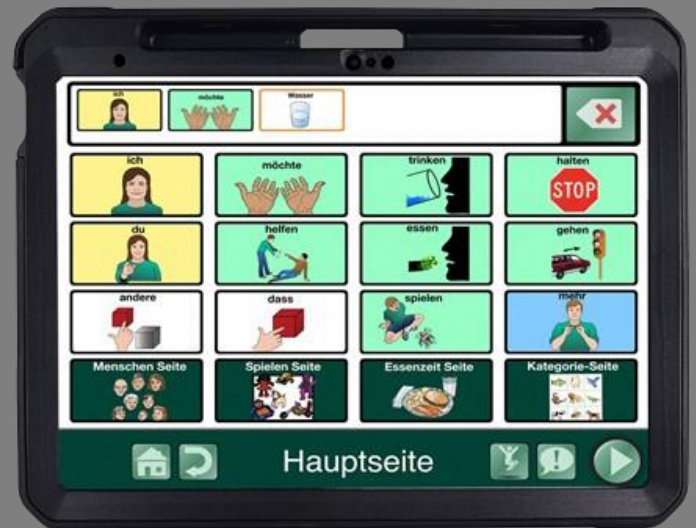 ich möchte Wasser
ich möchte trinken halten
STOP
du helfen essen gehen
andere dass spielen mehr
Menschen Seite Spielen Seite Essenzeit Seite Kategorie-Seite
Hauptseite